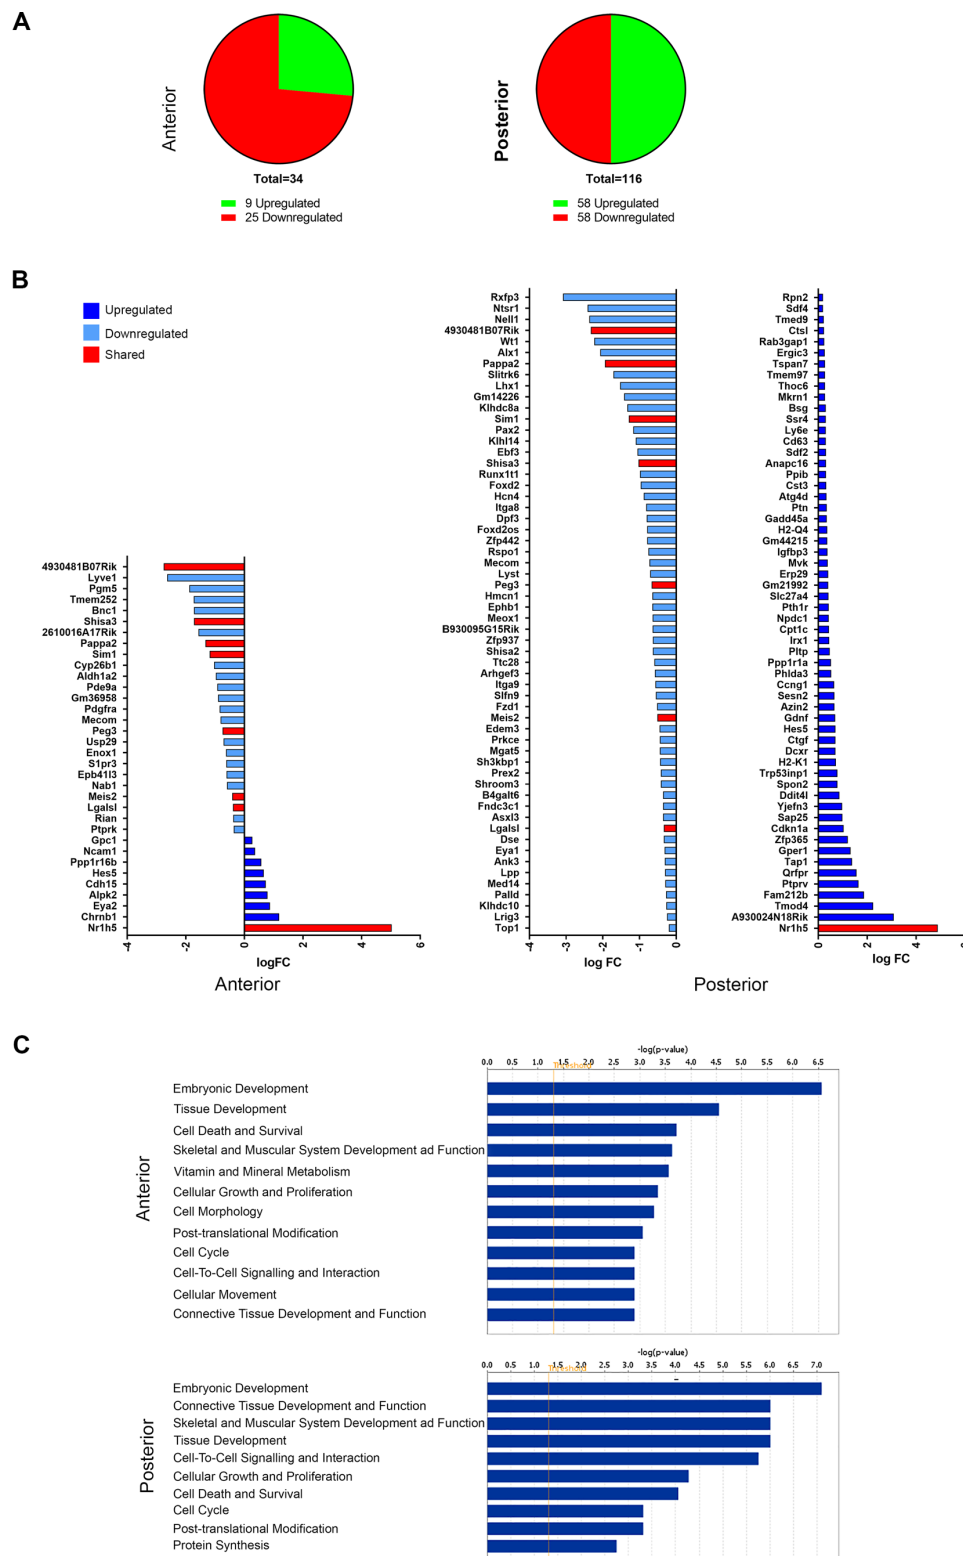 A
Anterior
Total=34
9 Upregulated
25 Downregulated
Posterior
Total=116
58 Upregulated
58 Downregulated
B
Upregulated
Downregulated
Shared
4930481B07Rik
Lyve1
Pgm5
Tmem252
Bnc1
Shisa3
2610016A17Rik
Pappa2
Sim1
Cyp26b1
Aldh1a2
Pde9a
Gm36958
Pdgfra
Mecom
Peg3
Usp29
Enox1
S1pr3
Epb41l3
Nab1
Meis2
Lgalsl
Rian
Ptprk
Gpc1
Ncam1
Ppp1r16b
Hes5
Cdh15
Alpk2
Eya2
Chrnb1
Nr1h5
-4 -2 0 2 4 6
logFC
Anterior
Rxfp3
Ntsr1
Nell1
4930481B07Rik
Wt1
Alx1
Pappa2
Slitrk6
Lhx1
Gm14226
Klhdc8a
Sim1
Pax2
Klhl14
Ebf3
Shisa3
Runx1t1
Foxd2
Hcn4
Itga8
Dpf3
Foxd2os
Zfp442
Rspo1
Mecom
Lyst
Peg3
Hmcn1
Ephb1
Meox1
B930095G15Rik
Zfp937
Shisa2
Ttc28
Arhgef3
Itga9
Slfn9
Fzd1
Meis2
Edem3
Prkce
Mgat5
Sh3kbp1
Prex2
Shroom3
B4galt6
Fndc3c1
Asxl3
Lgalsl
Dse
Eya1
Ank3
Lpp
Med14
Palld
Klhdc10
Lrig3
Top1
-4 -3 -2 -1 0
log FC
Rpn2
Sdf4
Tmed9
Ctsl
Rab3gap1
Ergic3
Tspan7
Tmem97
Thoc6
Mkrn1
Bsg
Ssr4
Ly6e
Cd63
Sdf2
Anapc16
Ppib
Cst3
Atg4d
Ptn
Gadd45a
H2-Q4
Gm44215
Igfbp3
Mvk
Erp29
Gm21992
Slc27a4
Pth1r
Npdc1
Cpt1c
Irx1
Pltp
Ppp1r1a
Phlda3
Ccng1
Sesn2
Azin2
Gdnf
Hes5
Ctgf
Dcxr
H2-K1
Trp53inp1
Spon2
Ddit4l
Yjefn3
Sap25
Cdkn1a
Zfp365
Gper1
Tap1
Qrfpr
Ptprv
Fam212b
Tmod4
A930024N18Rik
Nr1h5
0 2 4 6
log FC
Posterior
C
-log(p-value)
0.0 0.5 1.0 1.5 2.0 2.5 3.0 3.5 4.0 4.5 5.0 5.5 6.0 6.5
Threshold
Anterior
Embryonic Development
Tissue Development
Cell Death and Survival
Skeletal and Muscular System Development ad Function
Vitamin and Mineral Metabolism
Cellular Growth and Proliferation
Cell Morphology
Post-translational Modification
Cell Cycle
Cell-To-Cell Signalling and Interaction
Cellular Movement
Connective Tissue Development and Function
-log(p-value)
0.0 0.5 1.0 1.5 2.0 2.5 3.0 3.5 4.0 4.5 5.0 5.5 6.0 6.5 7.0
Threshold
Posterior
Embryonic Development
Connective Tissue Development and Function
Skeletal and Muscular System Development ad Function
Tissue Development
Cell-To-Cell Signalling and Interaction
Cellular Growth and Proliferation
Cell Death and Survival
Cell Cycle
Post-translational Modification
Protein Synthesis